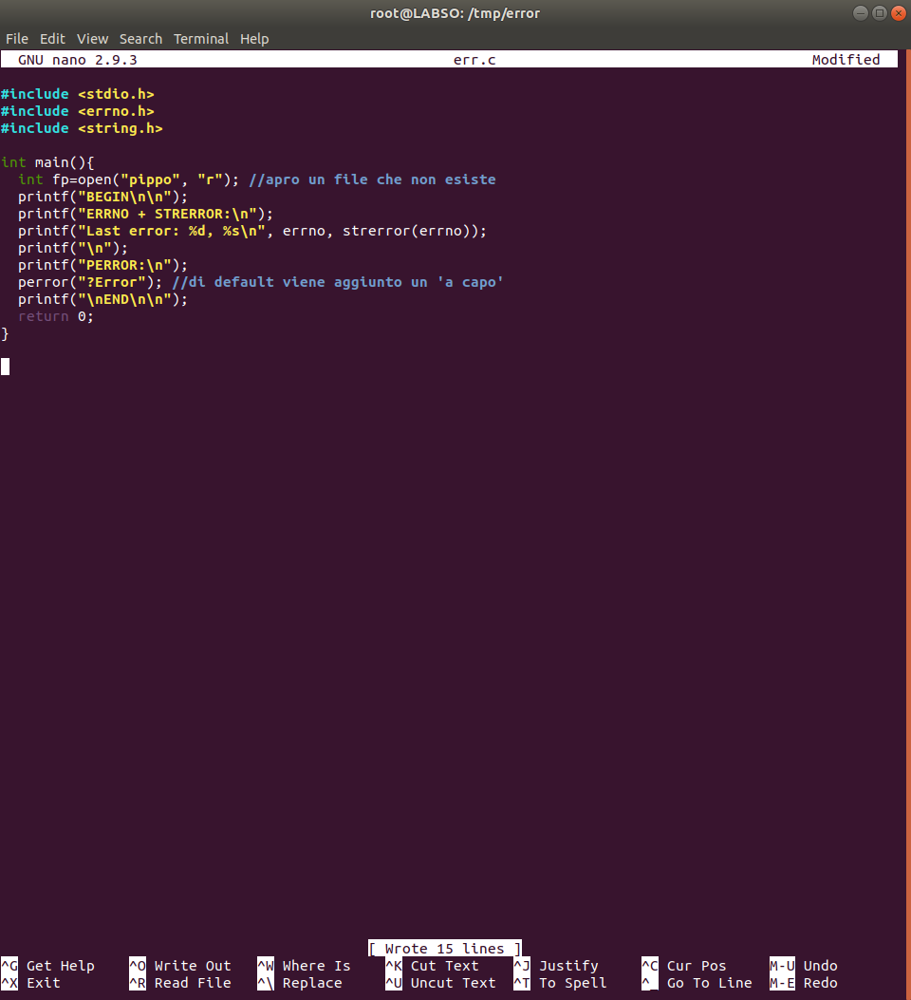 root@LABSO: /tmp/error
File Edit View Search Terminal Help
GNU nano 2.9.3 err.c Modified
#include <stdio.h>
#include <errno.h>
#include <string.h>
int main(){
  int fp=open("pippo", "r"); //apro un file che non esiste
  printf("BEGIN\n\n");
  printf("ERRNO + STRERROR:\n");
  printf("Last error: %d, %s\n", errno, strerror(errno));
  printf("\n");
  printf("PERROR:\n");
  perror("?Error"); //di default viene aggiunto un 'a capo'
  printf("\nEND\n\n");
  return 0;
}
[ Wrote 15 lines ]
^G Get Help ^O Write Out ^W Where Is ^K Cut Text ^J Justify ^C Cur Pos M-U Undo
^X Exit ^R Read File ^\ Replace ^U Uncut Text ^T To Spell ^_ Go To Line M-E Redo